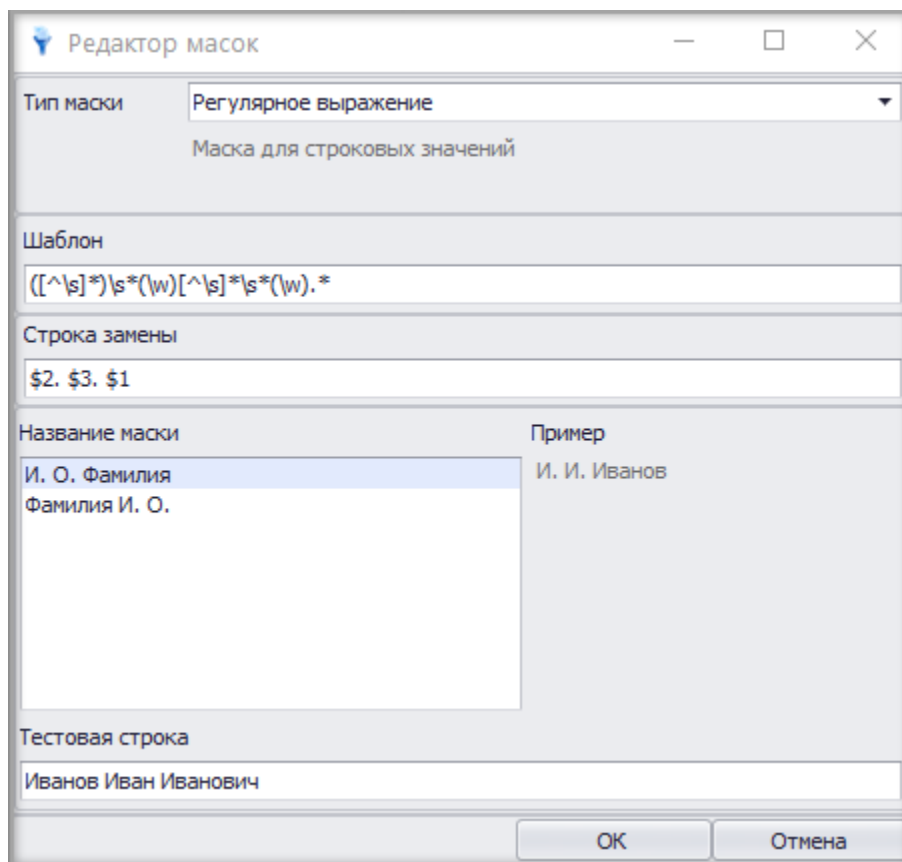 Редактор масок
Тип маски Регулярное выражение
Маска для строковых значений
Шаблон
([^\s]*)\s*(\w)[^\s]*\s*(\w).*
Строка замены
$2. $3. $1
Название маски Пример
И. О. Фамилия И. И. Иванов
Фамилия И. О.
Тестовая строка
Иванов Иван Иванович
ОК Отмена